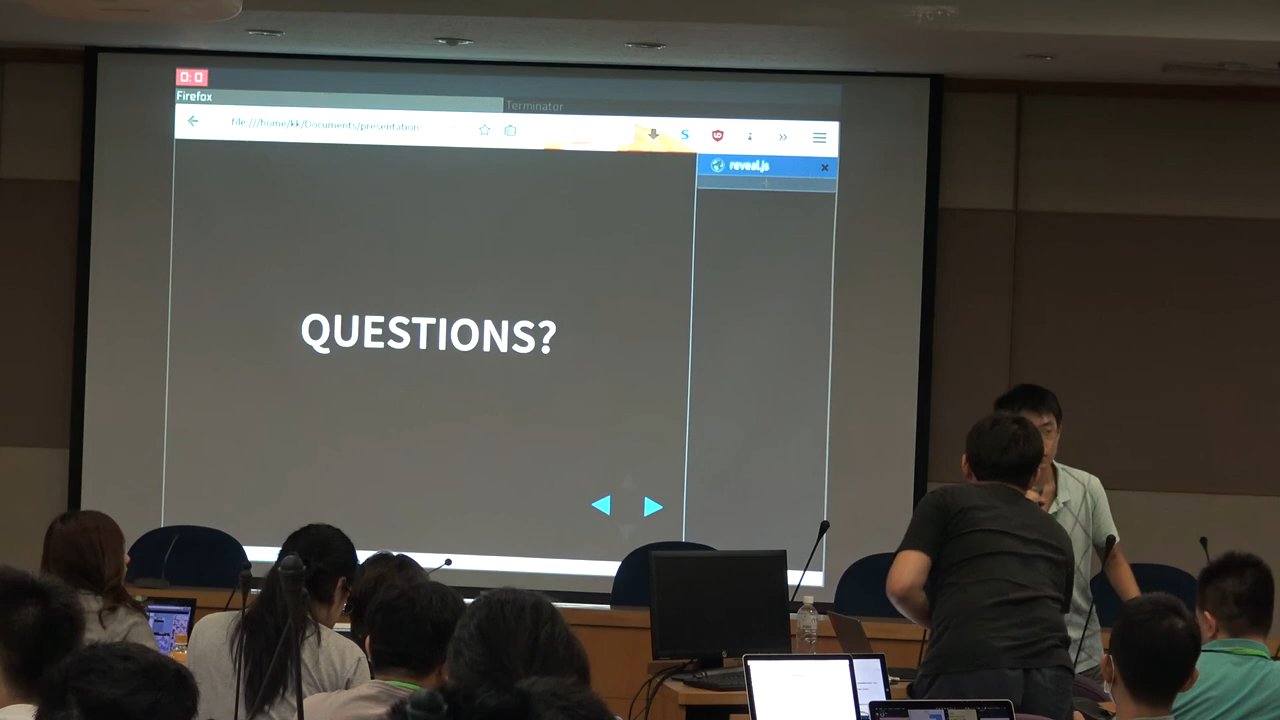 0: 0
Firefox
Terminator
file:///home/kk/Documents/presentation
S
reveal.js
QUESTIONS?